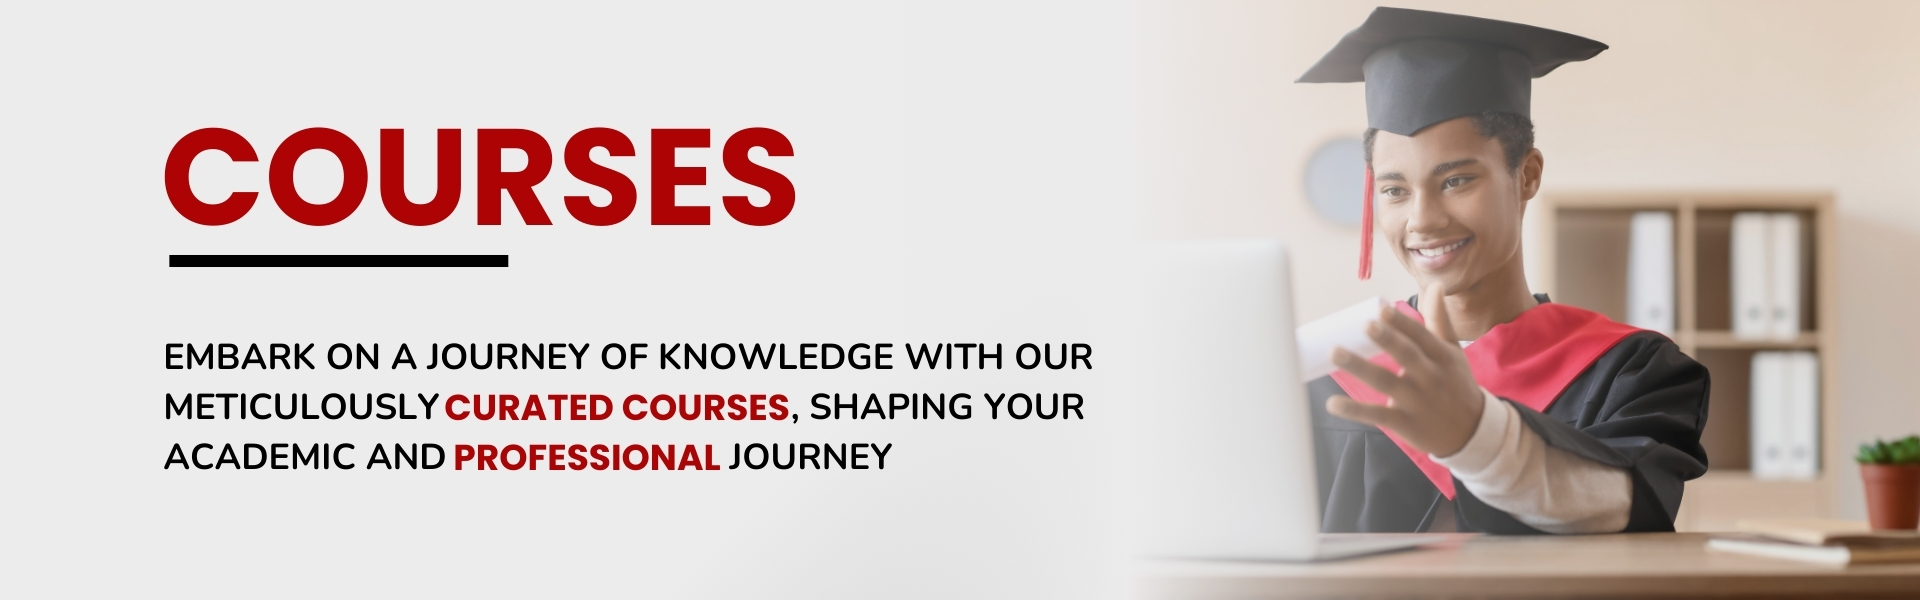 COURSES
EMBARK ON A JOURNEY OF KNOWLEDGE WITH OUR
METICULOUSLY CURATED COURSES, SHAPING YOUR
ACADEMIC AND PROFESSIONAL JOURNEY